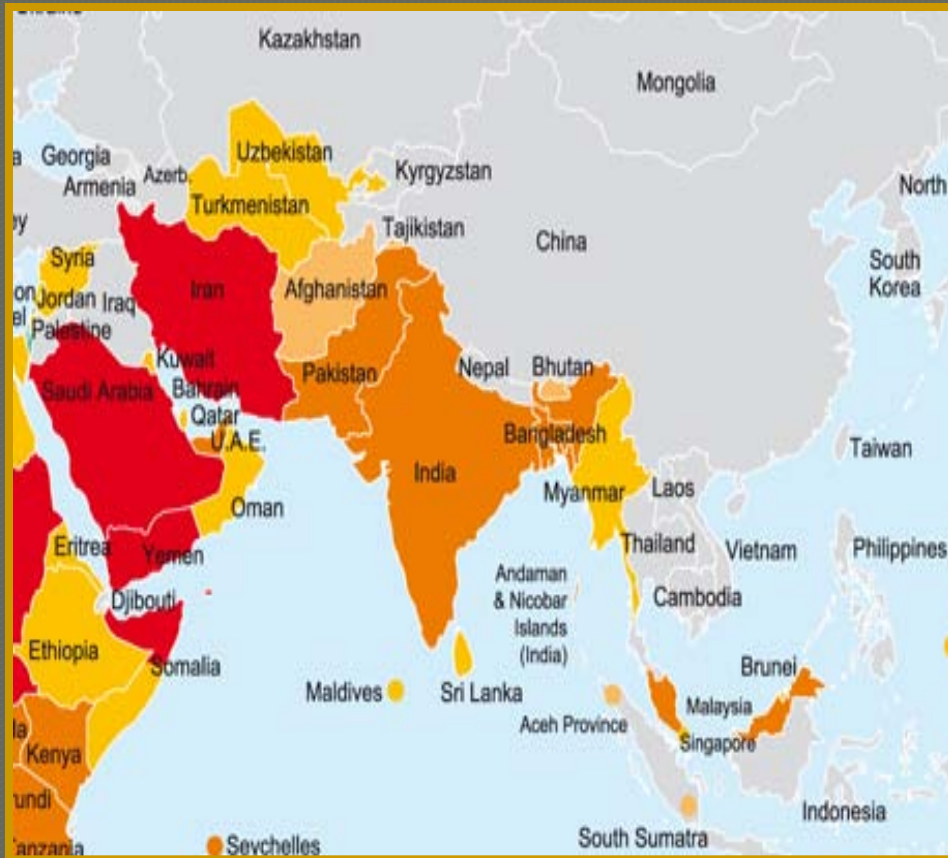 Kazakhstan
Mongolia
Uzbekistan
Georgia
Azerb.
Kyrgyzstan
Armenia
Turkmenistan
North
Tajikistan
China
Syria
South
Korea
Iran
Afghanistan
Jordan
Iraq
Palestine
Kuwait
Nepal
Bhutan
Pakistan
Saudi Arabia
Bahrain
Qatar
Bangladesh
U.A.E.
Taiwan
India
Myanmar
Laos
Oman
Eritrea
Yemen
Thailand
Vietnam
Philippines
Andaman
& Nicobar
Islands
(India)
Djibouti
Cambodia
Ethiopia
Somalia
Brunei
Maldives
Sri Lanka
Malaysia
Aceh Province
Singapore
Kenya
Indonesia
South Sumatra
Seychelles